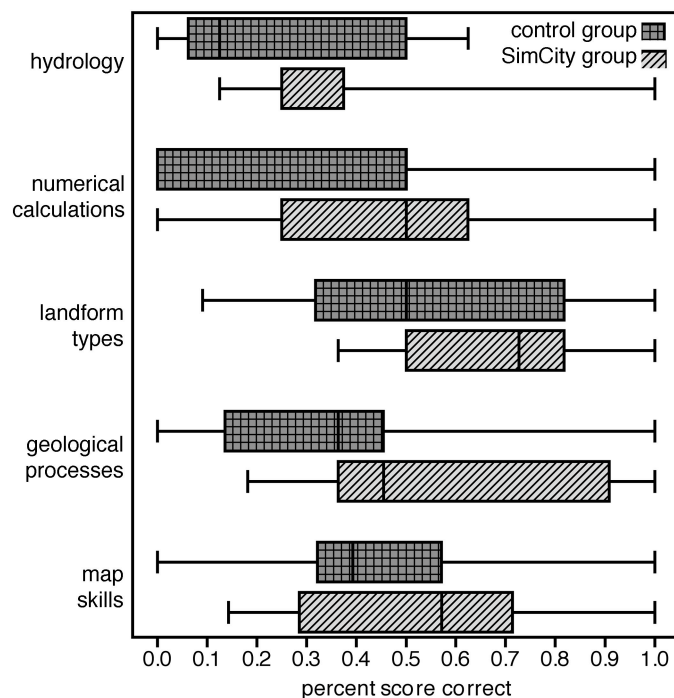 control group
SimCity group
hydrology
numerical
calculations
landform
types
geological
processes
map
skills
0.0 0.1 0.2 0.3 0.4 0.5 0.6 0.7 0.8 0.9 1.0
percent score correct